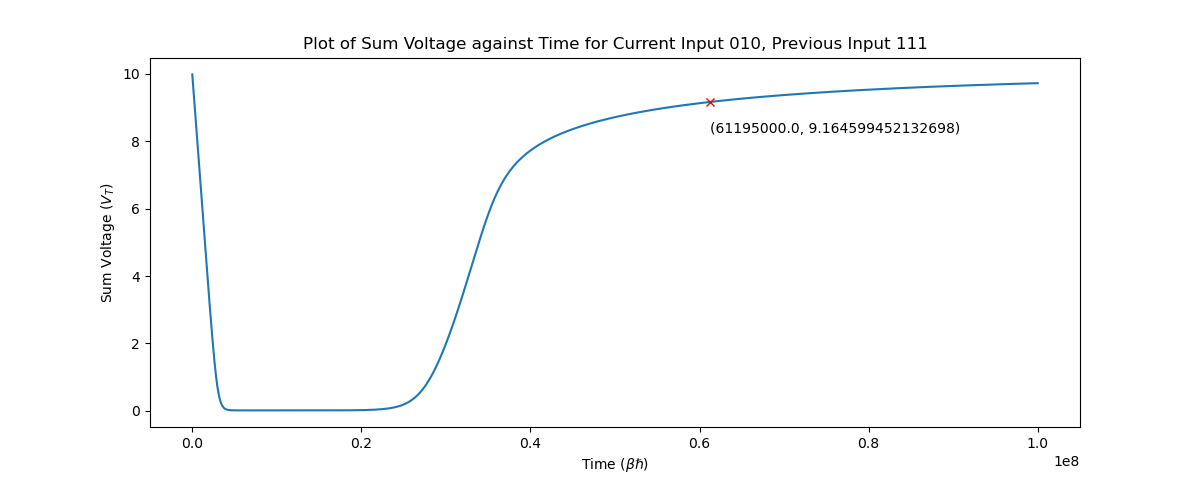 Plot of Sum Voltage against Time for Current Input 010, Previous Input 111
10
8
6
4
2
0
Sum Voltage (V_T)
(61195000.0, 9.164599452132698)
0.0 0.2 0.4 0.6 0.8 1.0
1e8
Time (βℏ)